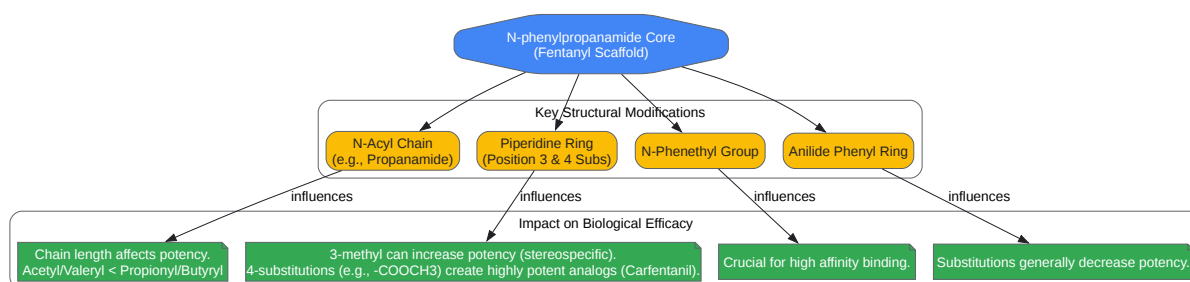 N-phenylpropanamide Core
(Fentanyl Scaffold)
Key Structural Modifications
N-Acyl Chain
(e.g., Propanamide)
Piperidine Ring
(Position 3 & 4 Subs)
N-Phenethyl Group
Anilide Phenyl Ring
influences
influences
influences
influences
Impact on Biological Efficacy
Chain length affects potency.
Acetyl/Valeryl < Propionyl/Butyryl
3-methyl can increase potency (stereospecific).
4-substitutions (e.g., -COOCH3) create highly potent analogs (Carfentanil).
Crucial for high affinity binding.
Substitutions generally decrease potency.